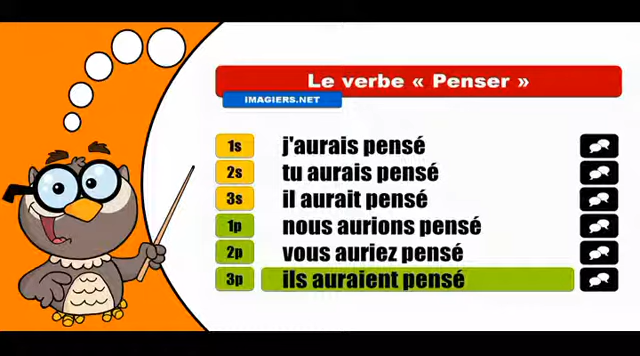 Le verbe « Penser »
IMAGIERS.NET
1s j'aurais pensé
2s tu aurais pensé
3s il aurait pensé
1p nous aurions pensé
2p vous auriez pensé
3p ils auraient pensé